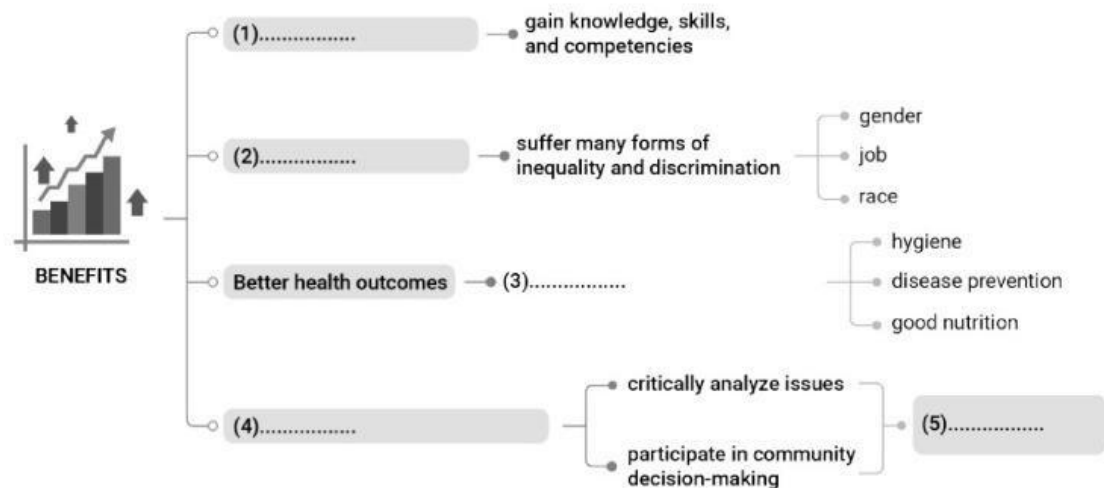 BENEFITS
(1).................
gain knowledge, skills,
and competencies
(2).................
suffer many forms of
inequality and discrimination
gender
job
race
Better health outcomes
(3).................
hygiene
disease prevention
good nutrition
(4).................
critically analyze issues
participate in community
decision-making
(5).................